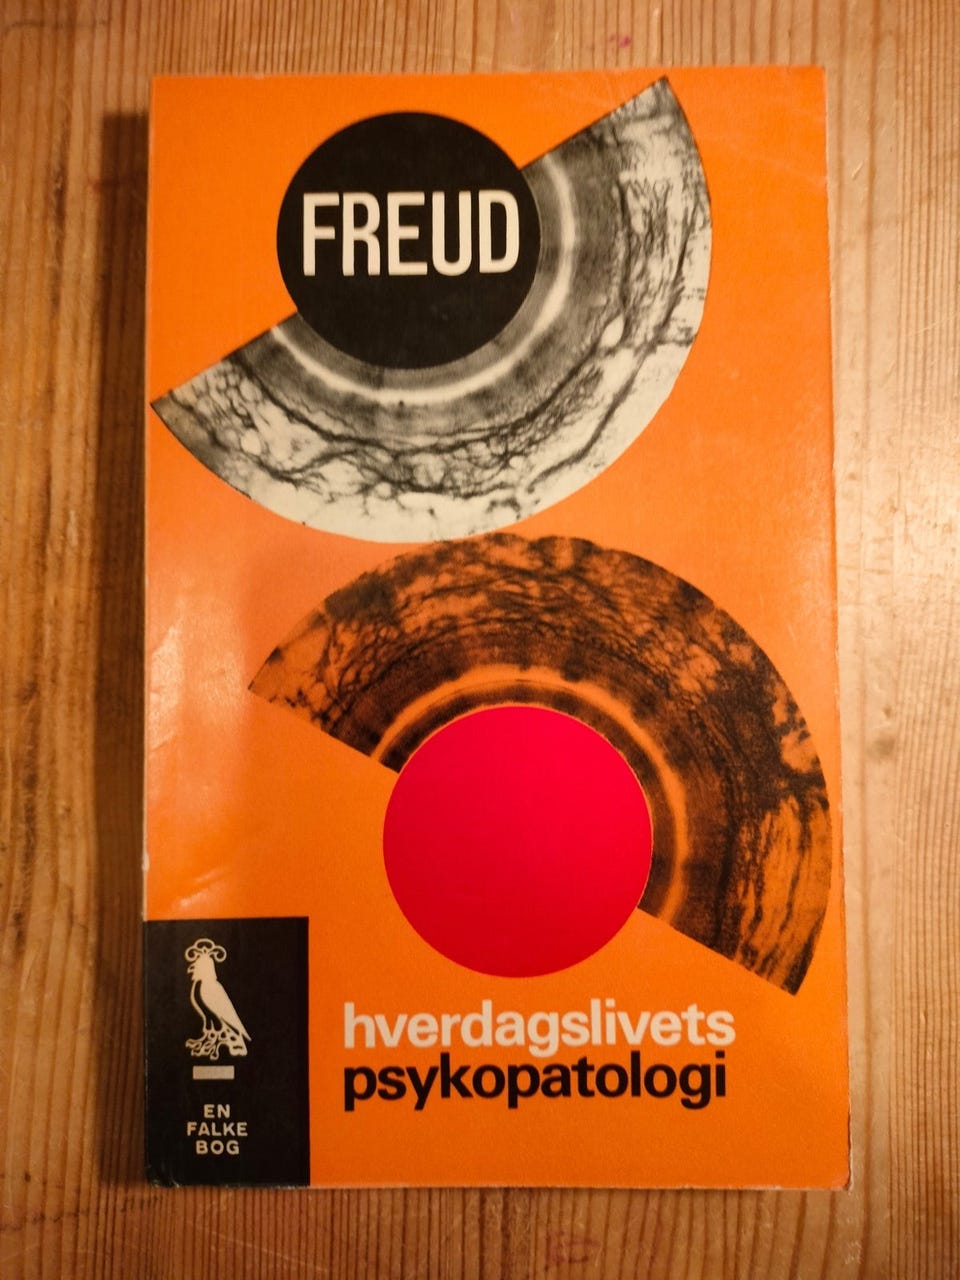 FREUD
hverdagslivets
psykopatologi
EN
FALKE
BOG